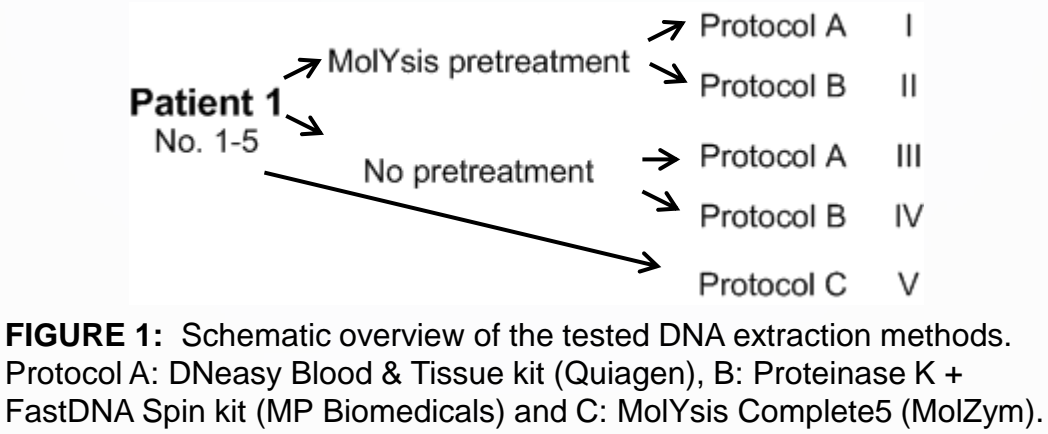 Protocol A I
MolYsis pretreatment
Protocol B II
Patient 1
No. 1-5
Protocol A III
No pretreatment
Protocol B IV
Protocol C V
FIGURE 1: Schematic overview of the tested DNA extraction methods.
Protocol A: DNeasy Blood & Tissue kit (Quiagen), B: Proteinase K +
FastDNA Spin kit (MP Biomedicals) and C: MolYsis Complete5 (MolZym).